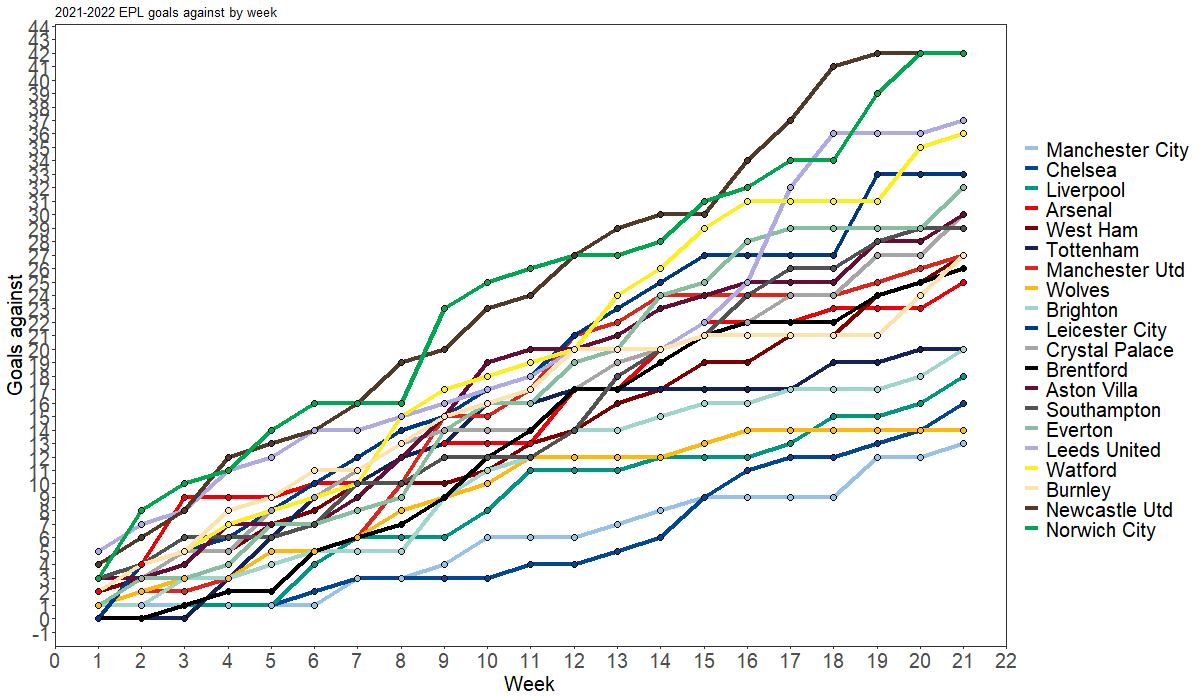 2021-2022 EPL goals against by week
44
43
42
41
40
39
38
37
36
35
34
33
32
31
30
29
28
27
26
25
24
23
22
21
20
19
18
17
16
15
14
13
12
11
10
9
8
7
6
5
4
3
2
1
0
-1
Goals against
0 1 2 3 4 5 6 7 8 9 10 11 12 13 14 15 16 17 18 19 20 21 22
Week
Manchester City
Chelsea
Liverpool
Arsenal
West Ham
Tottenham
Manchester Utd
Wolves
Brighton
Leicester City
Crystal Palace
Brentford
Aston Villa
Southampton
Everton
Leeds United
Watford
Burnley
Newcastle Utd
Norwich City